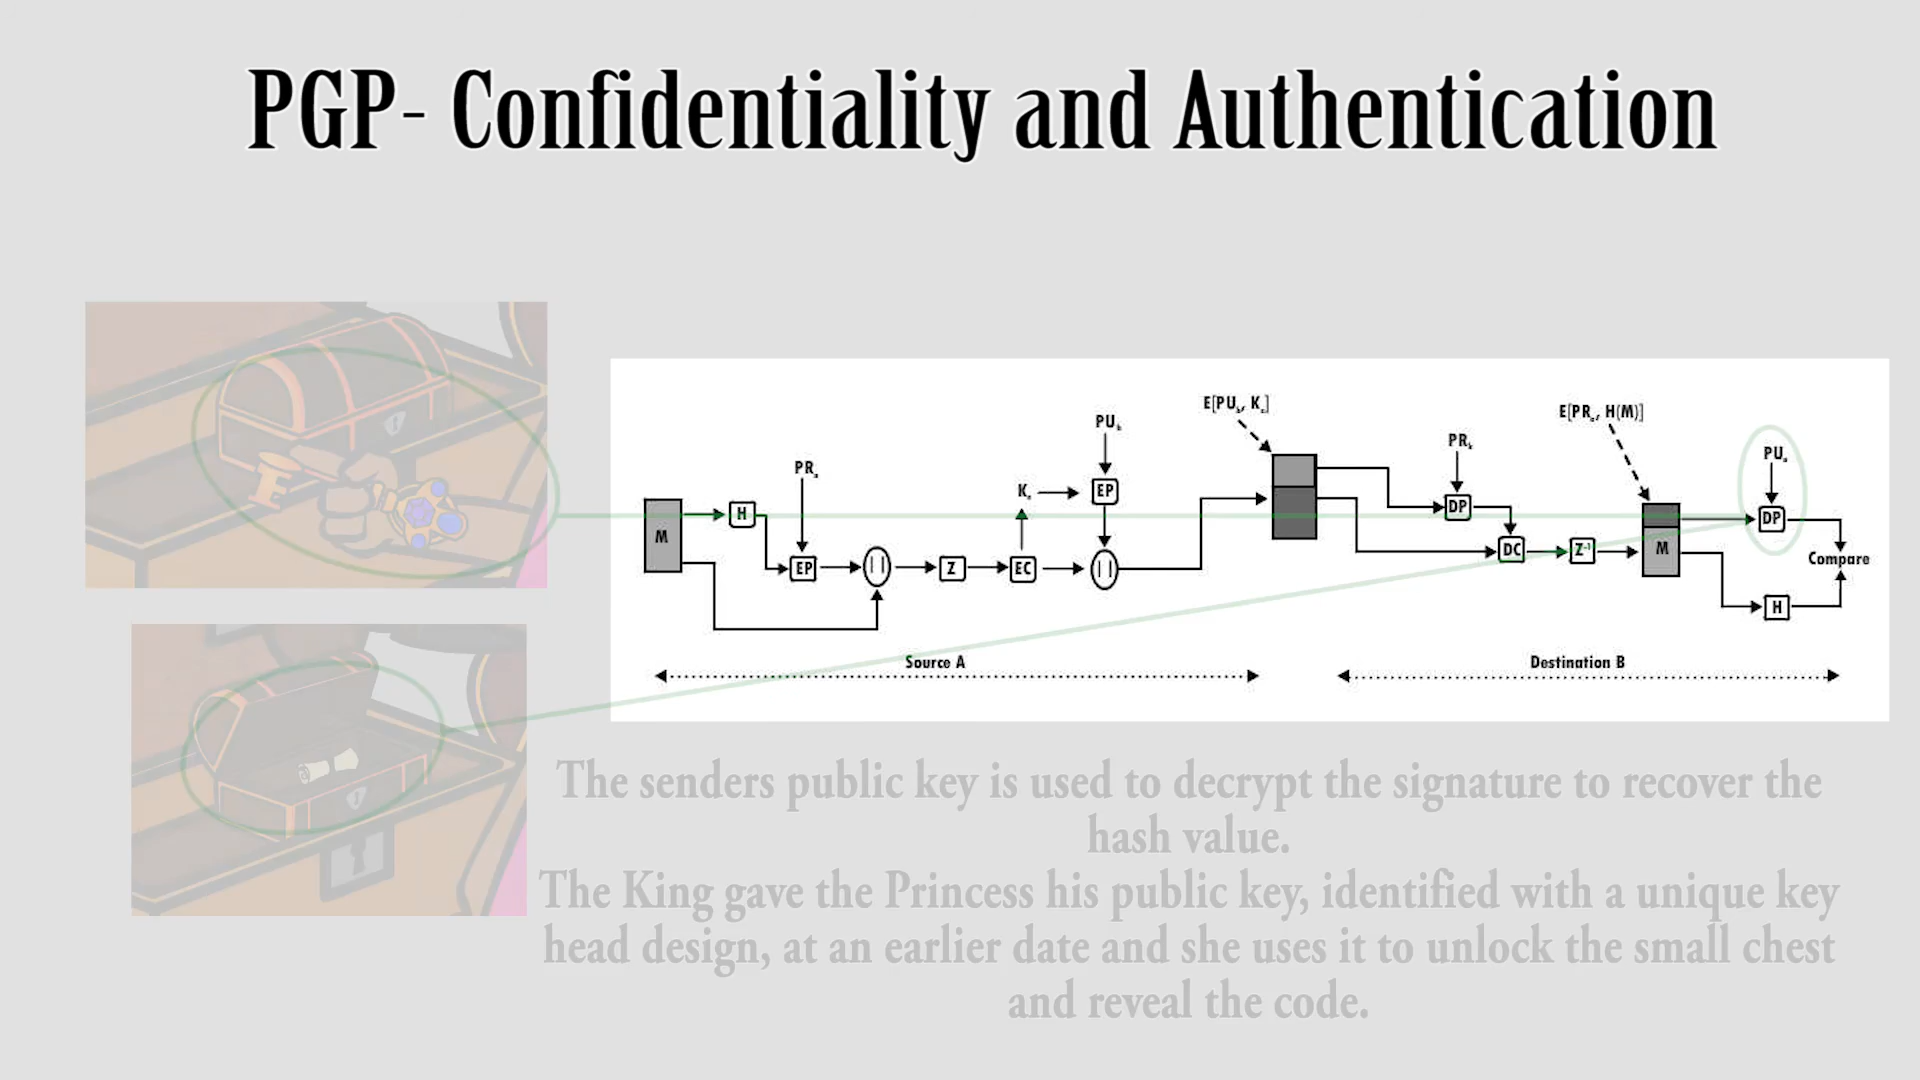 PGP- Confidentiality and Authentication
E[PUb, Ks]
E[PRa, H(M)]
PUb
PRb
PUa
PRa
Ks
EP
DP
DP
H
M
EP
| |
Z
EC
| |
DC
Z-1
M
Compare
H
Source A
Destination B
The senders public key is used to decrypt the signature to recover the
hash value.
The King gave the Princess his public key, identified with a unique key
head design, at an earlier date and she uses it to unlock the small chest
and reveal the code.